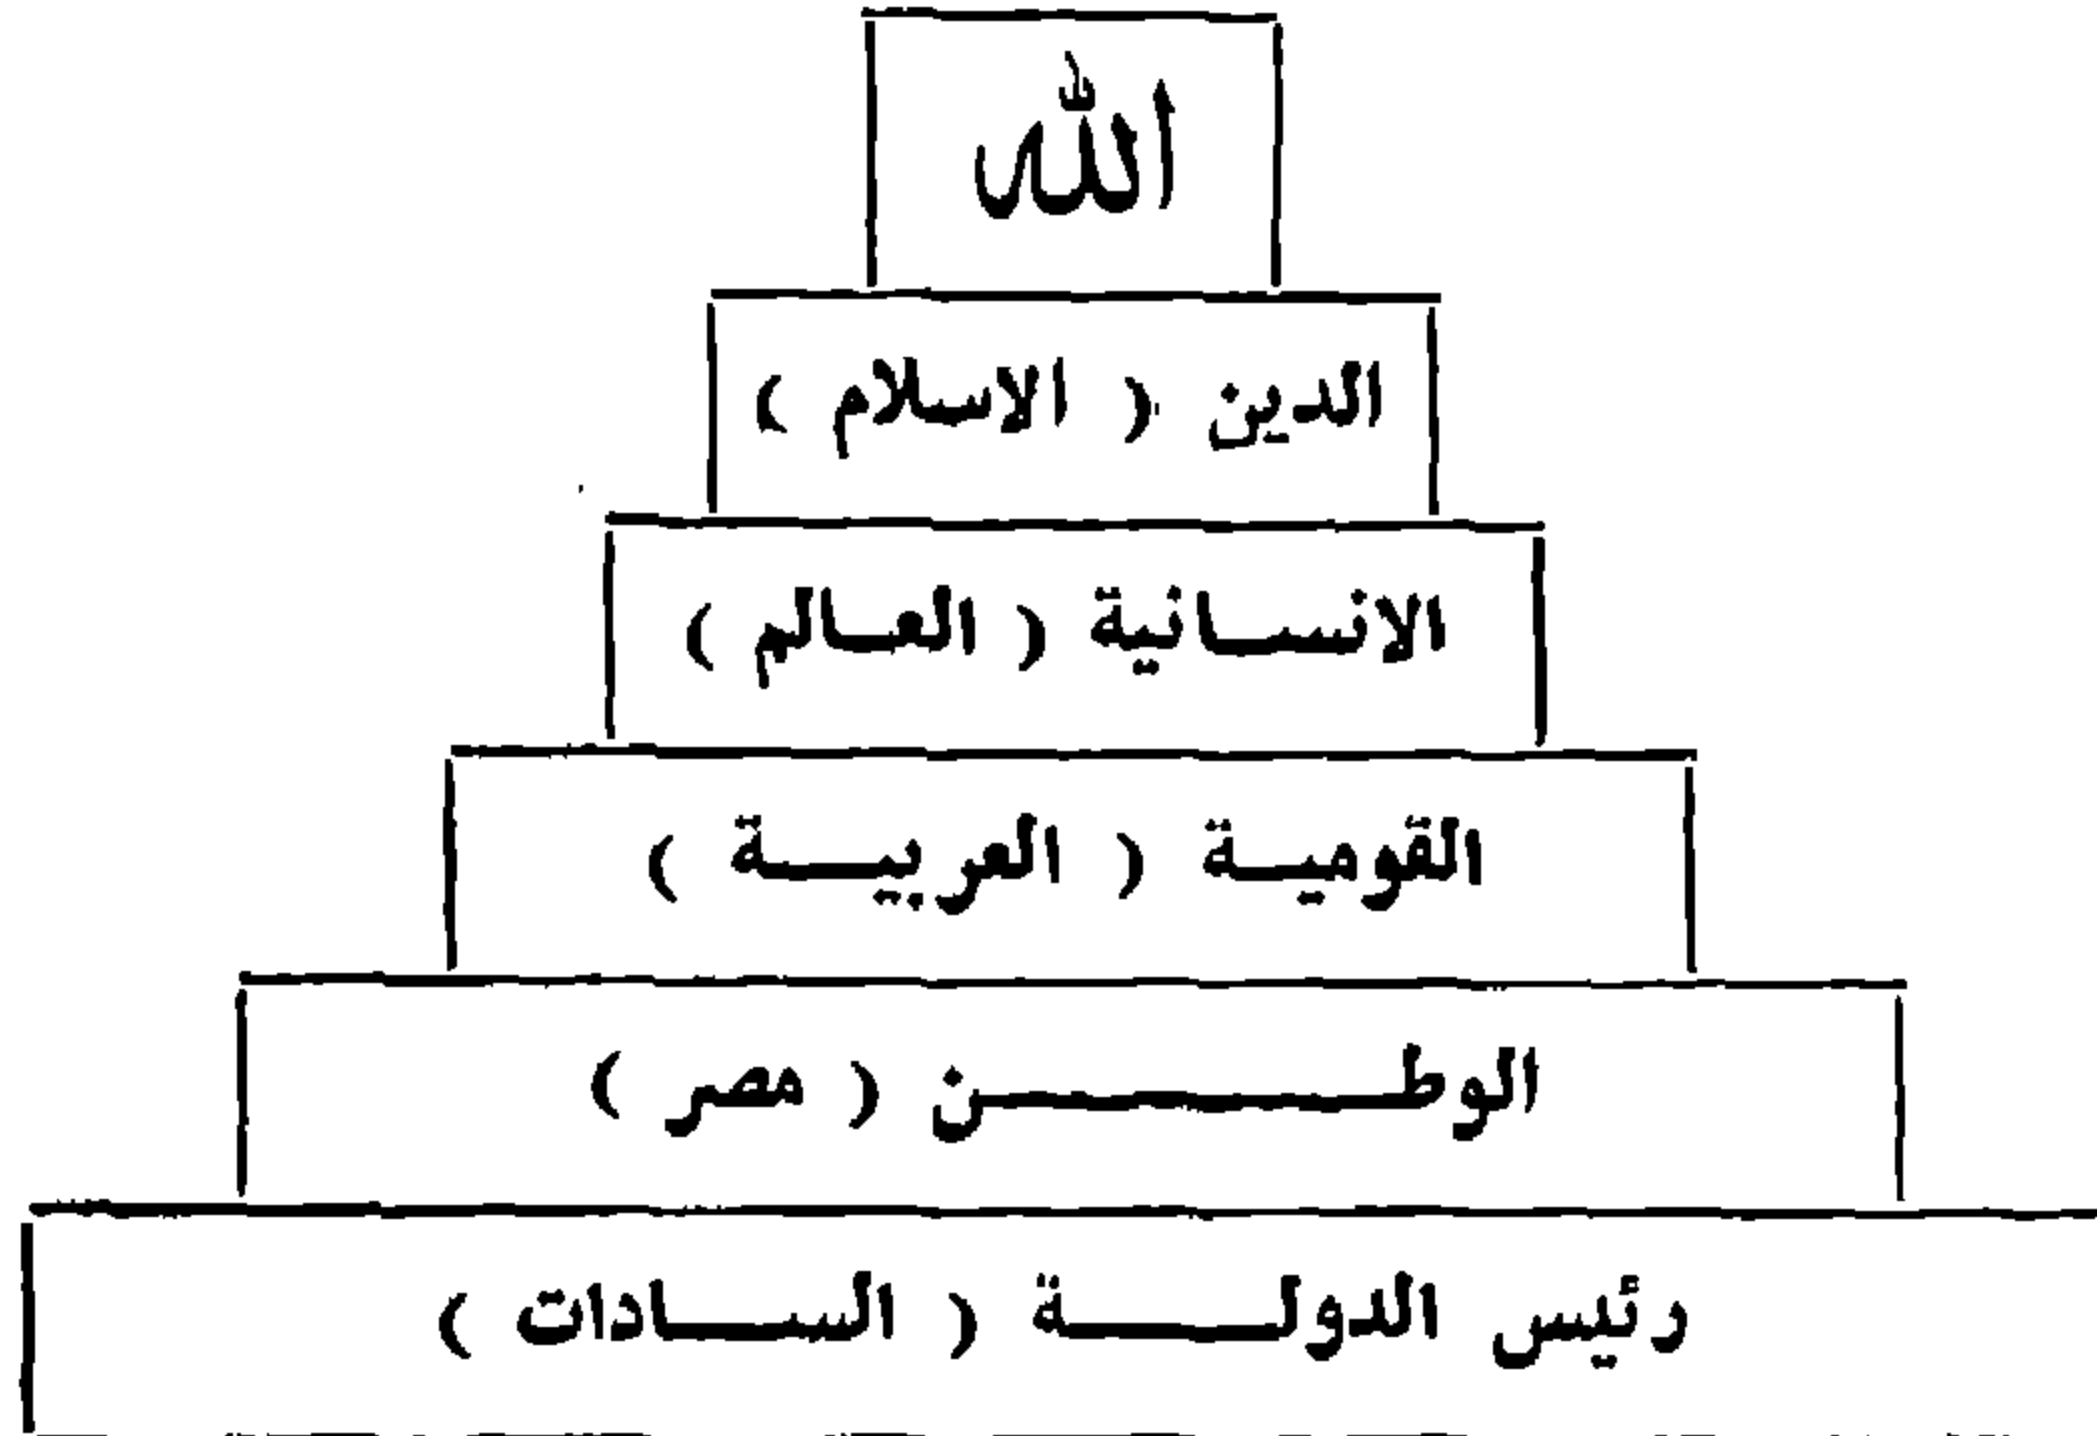 الله
الدين ( الاسلام )
الانسانية ( العالم )
القومية ( العربية )
الوطن ( مصر )
رئيس الدولة ( السادات )